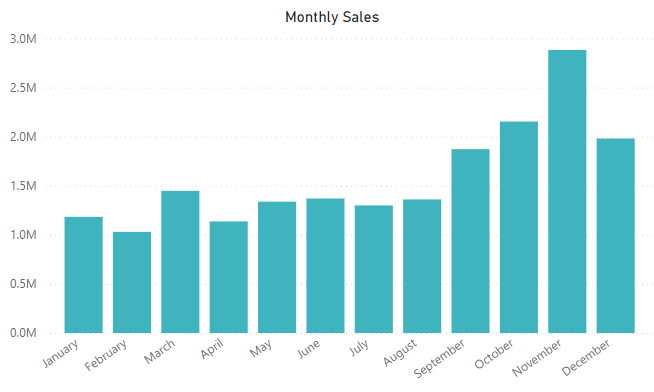 Monthly Sales
3.0M
2.5M
2.0M
1.5M
1.0M
0.5M
0.0M
January
February
March
April
May
June
July
August
September
October
November
December